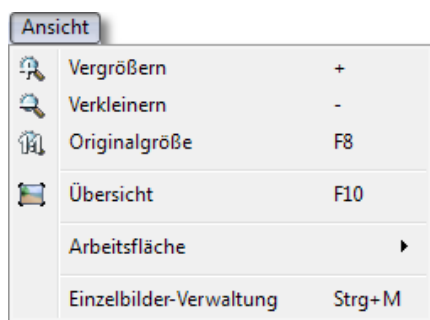 Ansicht
Vergrößern +
Verkleinern -
Originalgröße F8
Übersicht F10
Arbeitsfläche
Einzelbilder-Verwaltung Strg+M